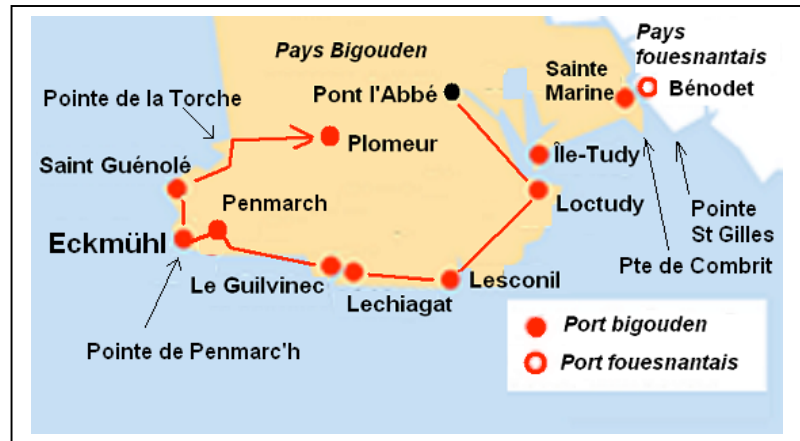 Pays Bigouden
Pays
fouesnantais
Sainte
Marine
Bénodet
Pointe de la Torche
Pont l'Abbé
Plomeur
Île-Tudy
Saint Guénolé
Penmarch
Loctudy
Pointe
St Gilles
Eckmühl
Pte de Combrit
Le Guilvinec
Lechiagat
Lesconil
Pointe de Penmarc'h
Port bigouden
Port fouesnantais